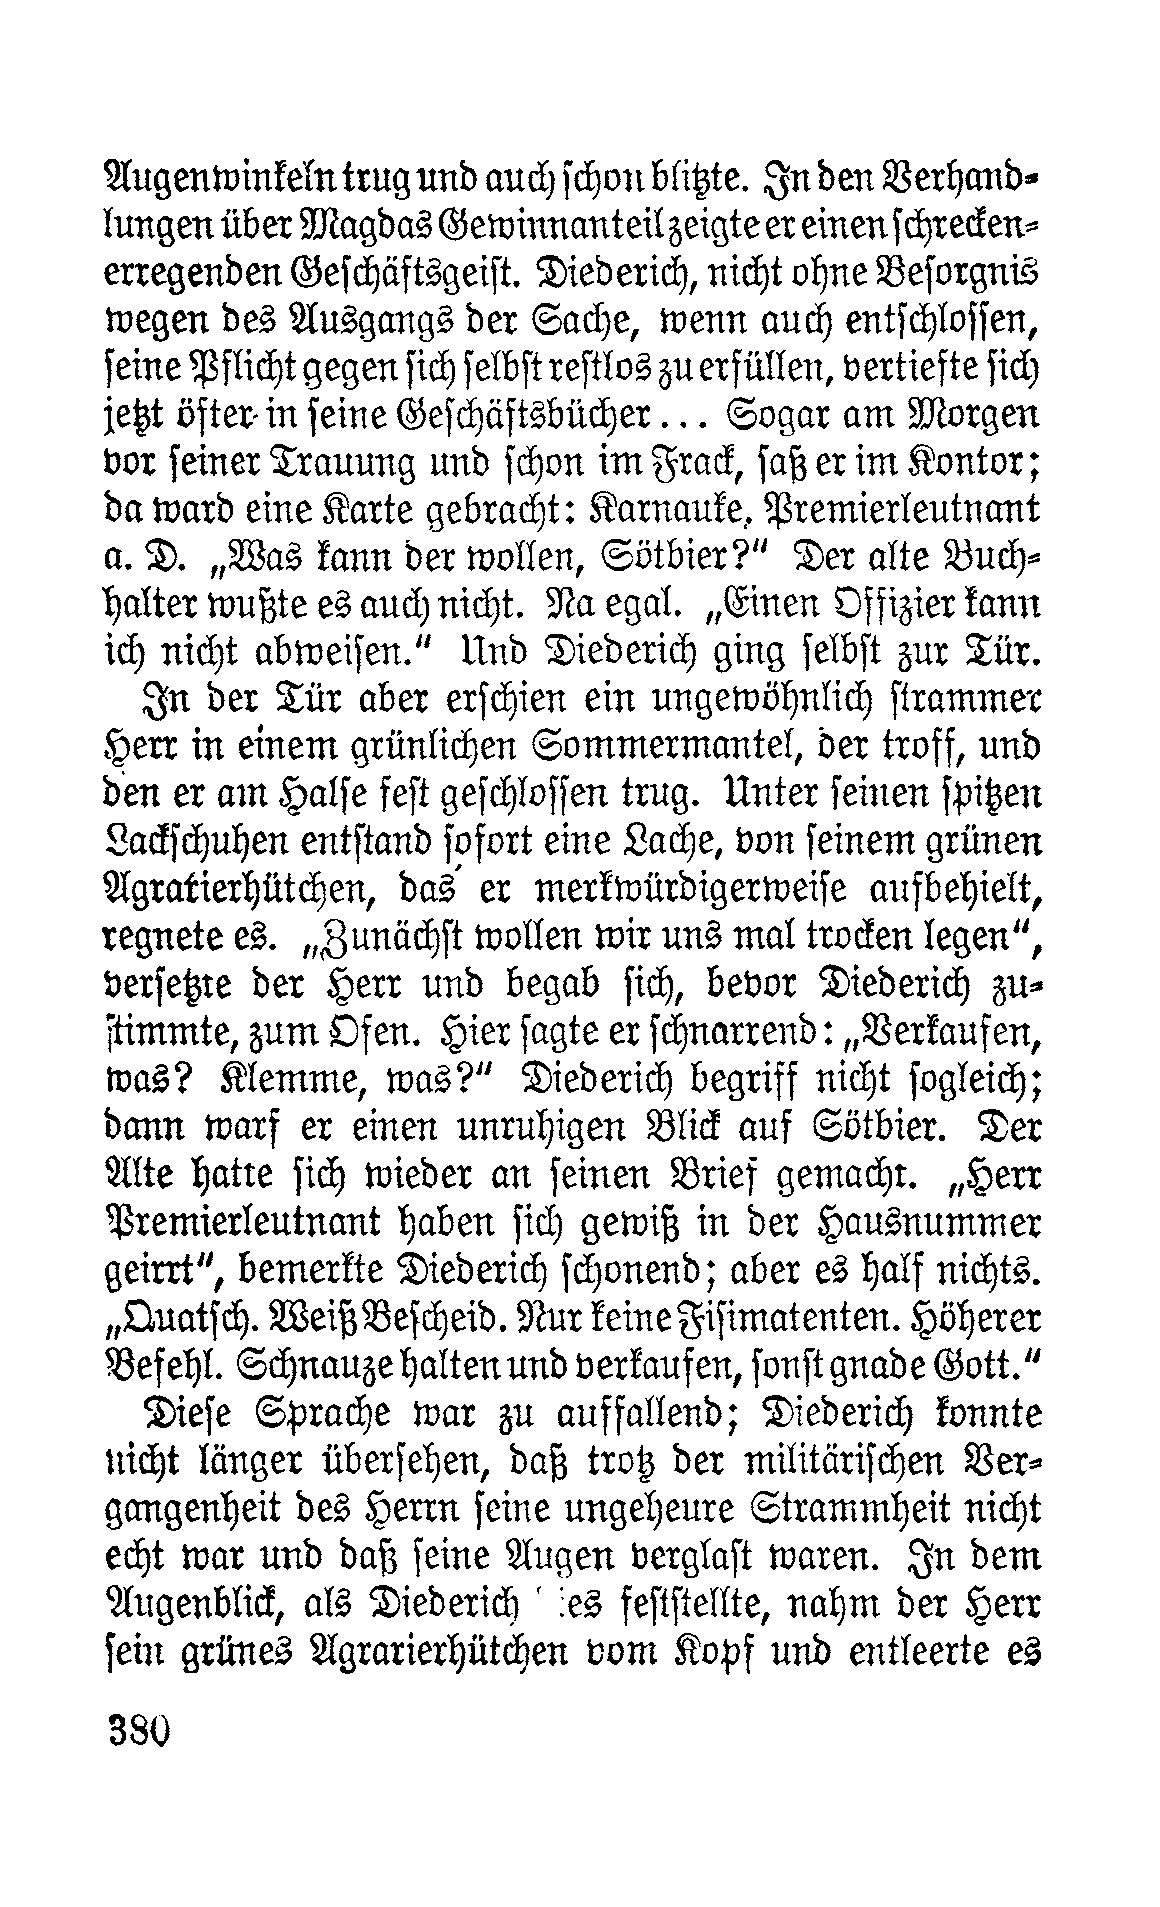 Augenwinkeln trug und auch schon blitzte. In den Verhand-
lungen über Magdas Gewinnanteil zeigte er einen schrecken-
erregenden Geschäftsgeist. Diederich, nicht ohne Besorgnis
wegen des Ausgangs der Sache, wenn auch entschlossen,
seine Pflicht gegen sich selbst restlos zu erfüllen, vertiefte sich
jetzt öfter in seine Geschäftsbücher... Sogar am Morgen
vor seiner Trauung und schon im Frack, saß er im Kontor;
da ward eine Karte gebracht: Karnauke, Premierleutnant
a. D. „Was kann der wollen, Sötbier?“ Der alte Buch-
halter wußte es auch nicht. Na egal. „Einen Offizier kann
ich nicht abweisen.“ Und Diederich ging selbst zur Tür.
In der Tür aber erschien ein ungewöhnlich strammer
Herr in einem grünlichen Sommermantel, der troff, und
den er am Halse fest geschlossen trug. Unter seinen spitzen
Lackschuhen entstand sofort eine Lache, von seinem grünen
Agrarierhütchen, das er merkwürdigerweise aufbehielt,
regnete es. „Zunächst wollen wir uns mal trocken legen“,
versetzte der Herr und begab sich, bevor Diederich zu-
stimmte, zum Ofen. Hier sagte er schnarrend: „Verkaufen,
was? Klemme, was?“ Diederich begriff nicht sogleich;
dann warf er einen unruhigen Blick auf Sötbier. Der
Alte hatte sich wieder an seinen Brief gemacht. „Herr
Premierleutnant haben sich gewiß in der Hausnummer
geirrt“, bemerkte Diederich schonend; aber es half nichts.
„Quatsch. Weiß Bescheid. Nur keine Fisimatenten. Höherer
Befehl. Schnauze halten und verkaufen, sonst gnade Gott.“
Diese Sprache war zu auffallend; Diederich konnte
nicht länger übersehen, daß trotz der militärischen Ver-
gangenheit des Herrn seine ungeheure Strammheit nicht
echt war und daß seine Augen verglast waren. In dem
Augenblick, als Diederich feststellte, nahm der Herr
sein grünes Agrarierhütchen vom Kopf und entleerte es
380